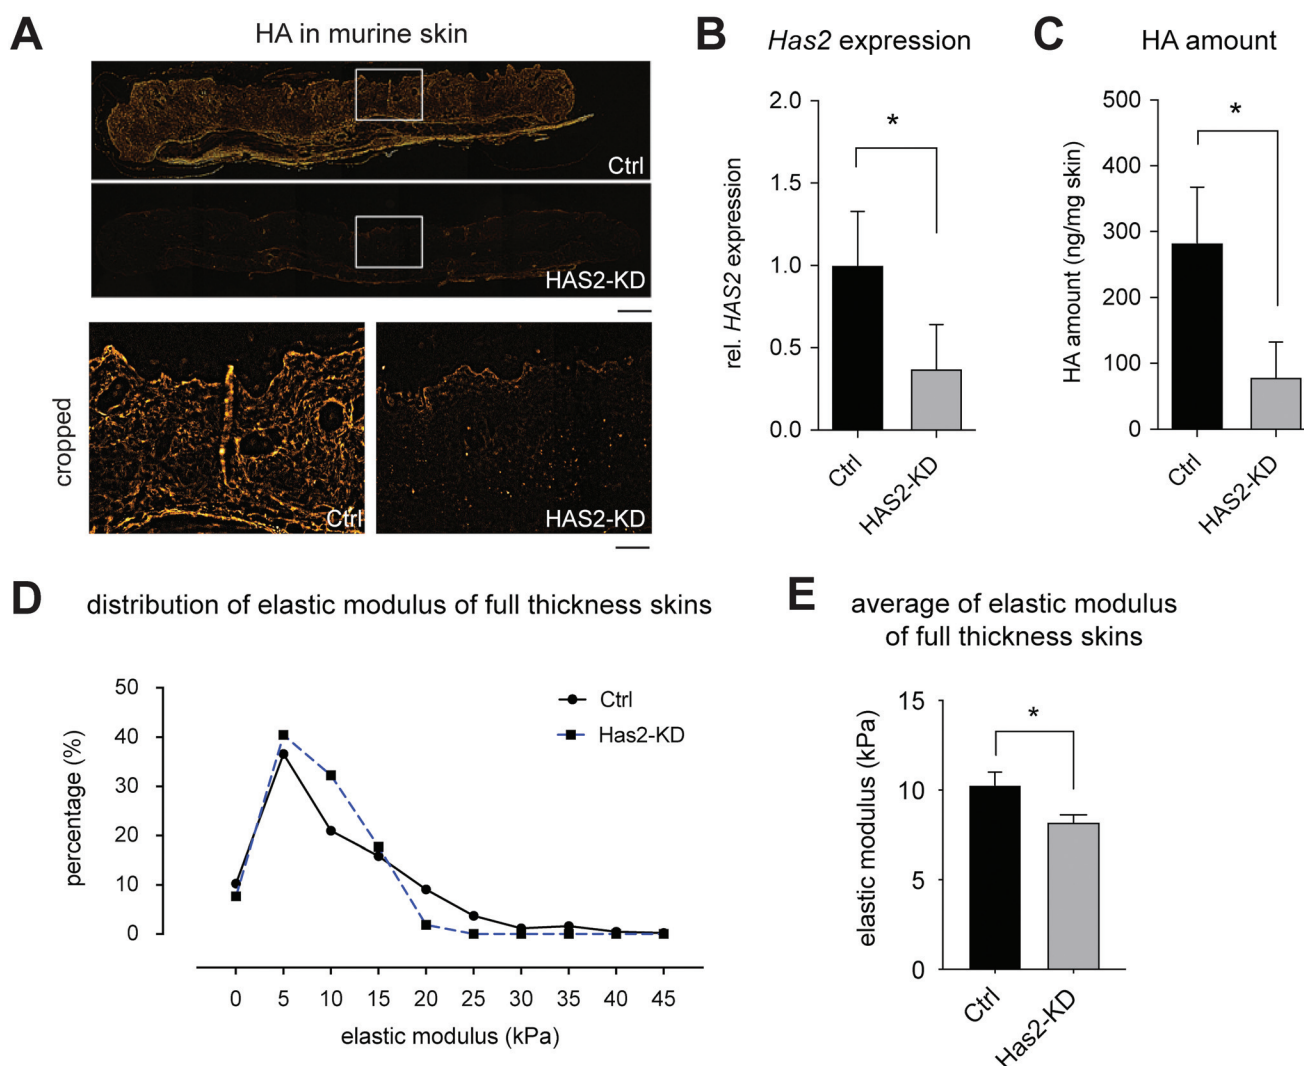 A
HA in murine skin
Ctrl
HAS2-KD
cropped
Ctrl
HAS2-KD
B
Has2 expression
rel. HAS2 expression
2.0
*
1.5
1.0
0.5
0.0
Ctrl
HAS2-KD
C
HA amount
HA amount (ng/mg skin)
500
*
400
300
200
100
0
Ctrl
HAS2-KD
D
distribution of elastic modulus of full thickness skins
percentage (%)
50
40
30
20
10
0
Ctrl
Has2-KD
0 5 10 15 20 25 30 35 40 45
elastic modulus (kPa)
E
average of elastic modulus
of full thickness skins
elastic modulus (kPa)
15
*
10
5
0
Ctrl
Has2-KD